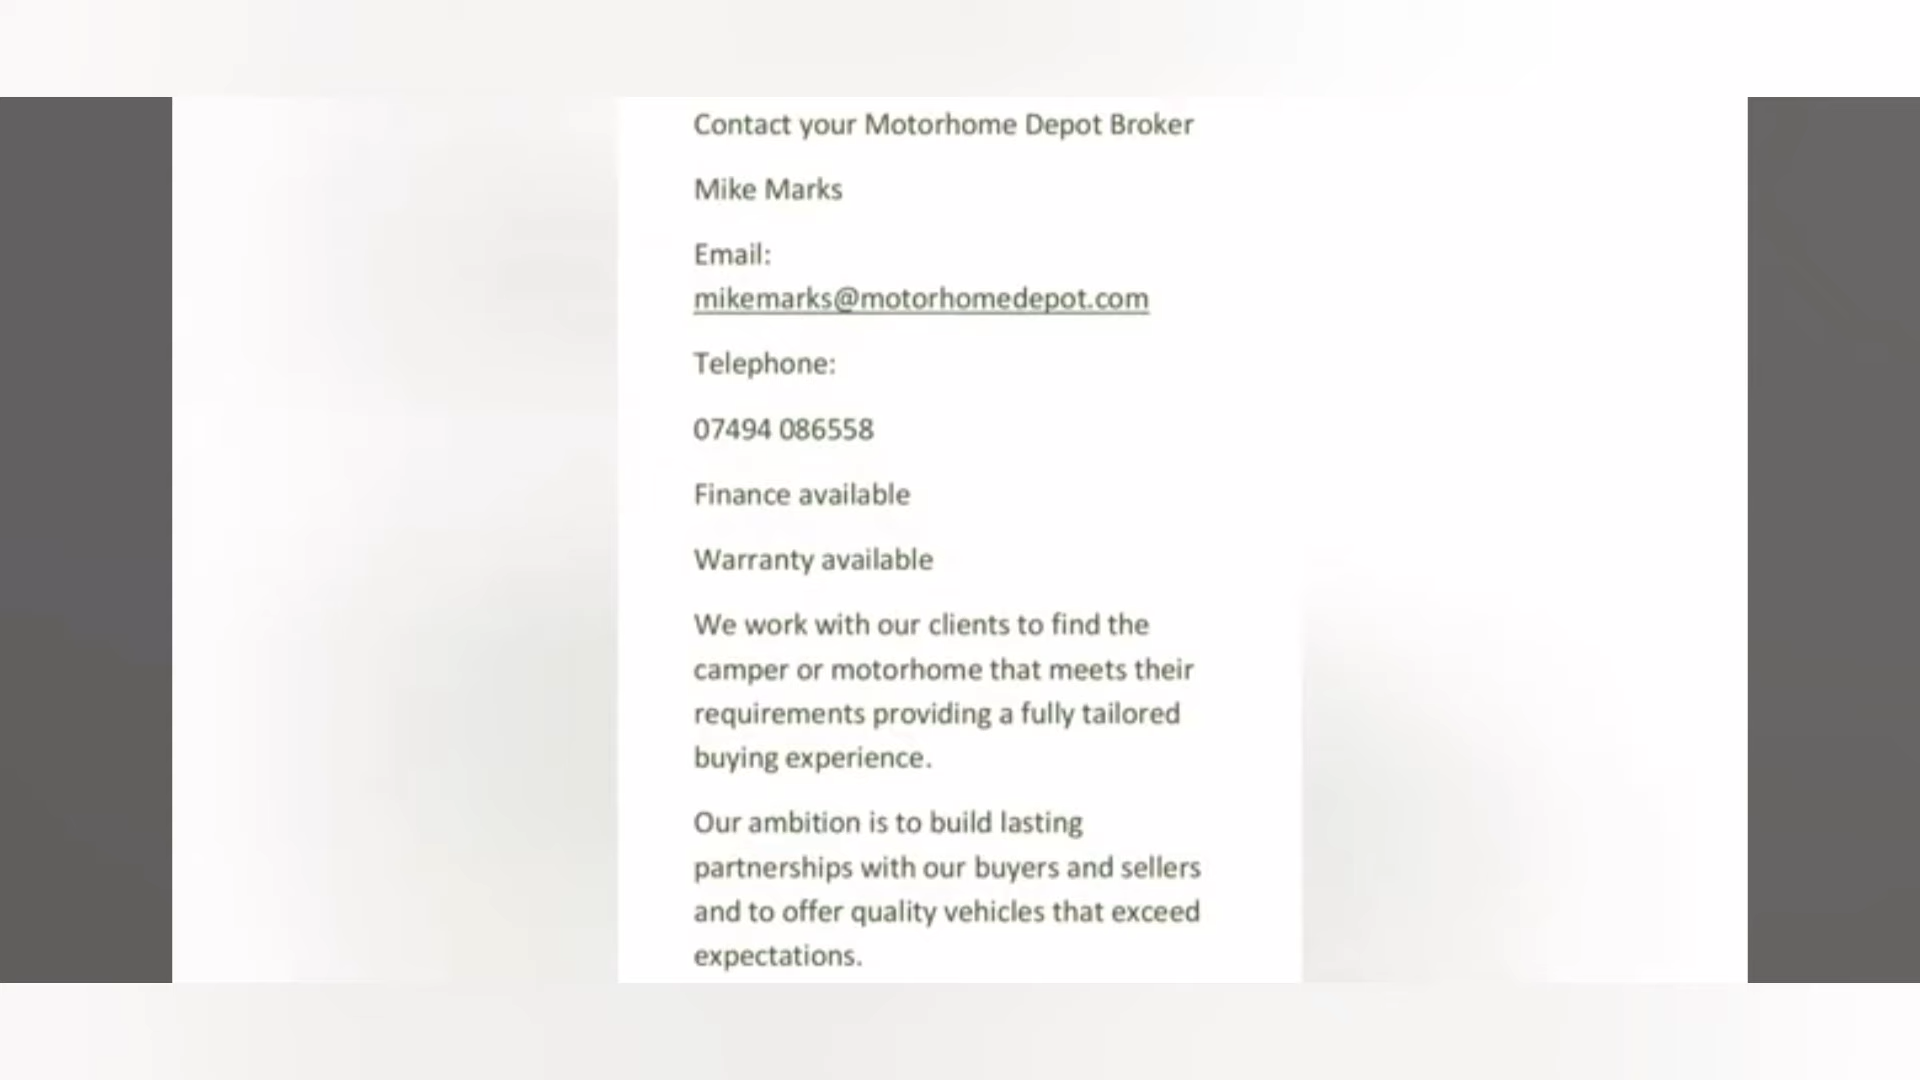 Contact your Motorhome Depot Broker
Mike Marks
Email:
mikemarks@motorhomedepot.com
Telephone:
07494 086558
Finance available
Warranty available
We work with our clients to find the
camper or motorhome that meets their
requirements providing a fully tailored
buying experience.
Our ambition is to build lasting
partnerships with our buyers and sellers
and to offer quality vehicles that exceed
expectations.